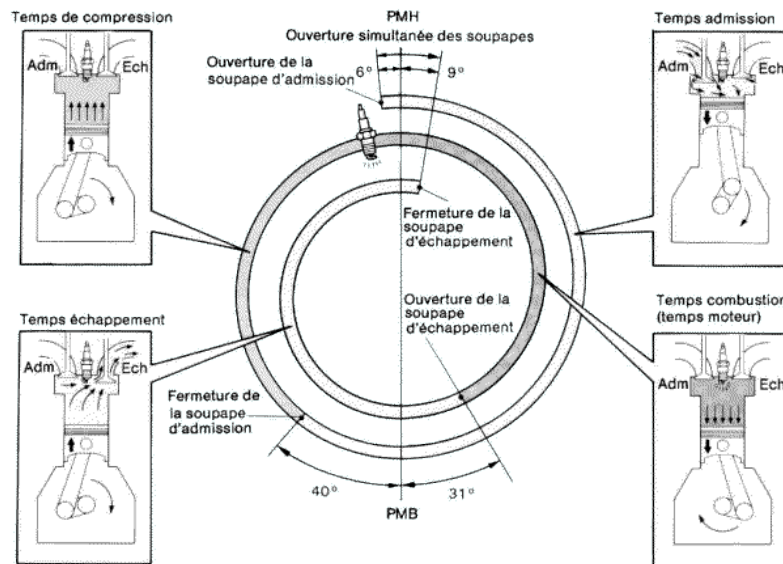 Temps de compression
Adm
Ech
PMH
Ouverture simultanée des soupapes
Ouverture de la
soupape d'admission
6°
9°
Temps admission
Adm
Ech
Fermeture de la
soupape
d'échappement
Ouverture de la
soupape
d'échappement
Temps échappement
Adm
Ech
Fermeture de
la soupape
d'admission
40°
31°
PMB
Temps combustion
(temps moteur)
Adm
Ech